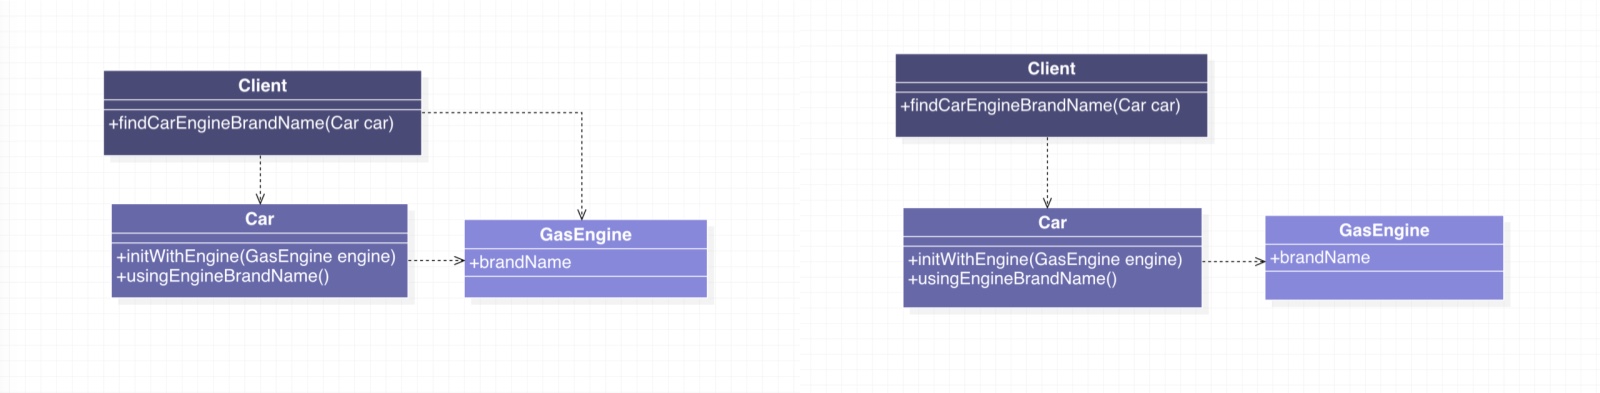 Client
+findCarEngineBrandName(Car car)
Car
+initWithEngine(GasEngine engine)
+usingEngineBrandName()
GasEngine
+brandName
Client
+findCarEngineBrandName(Car car)
Car
+initWithEngine(GasEngine engine)
+usingEngineBrandName()
GasEngine
+brandName